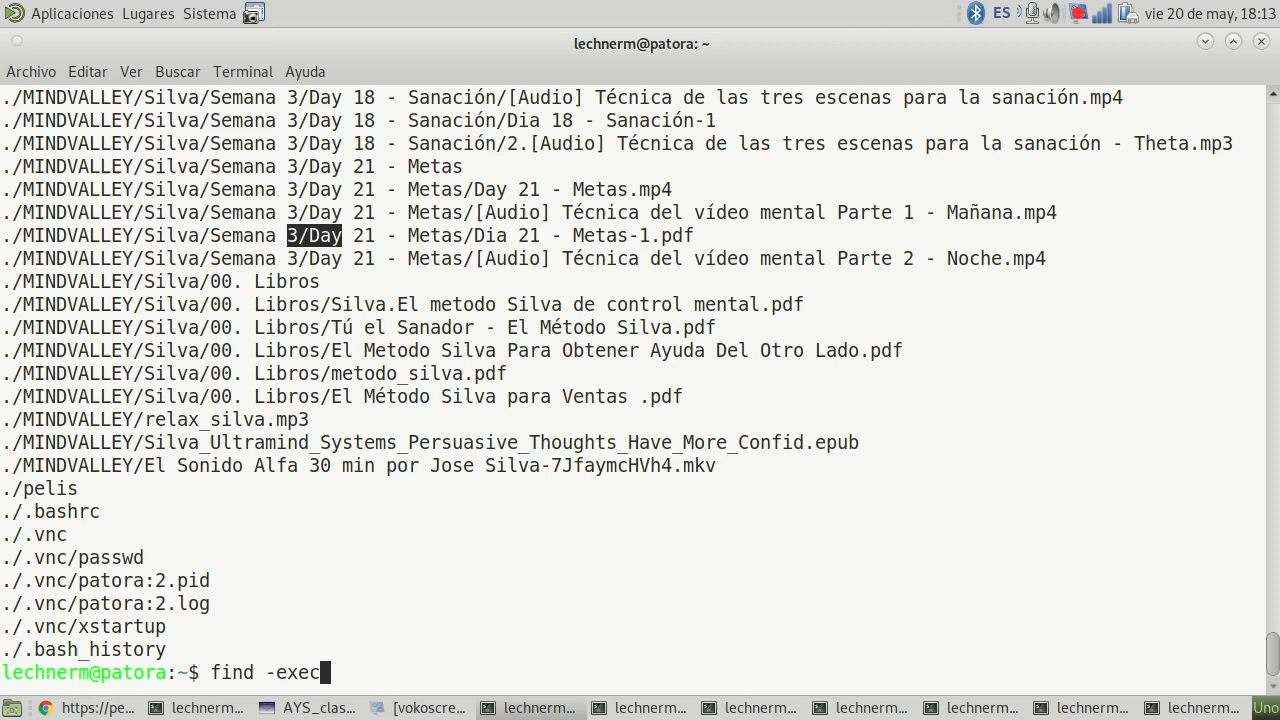 Aplicaciones Lugares Sistema ES vie 20 de may, 18:13
lechnerm@patora: ~
Archivo Editar Ver Buscar Terminal Ayuda
./MINDVALLEY/Silva/Semana 3/Day 18 - Sanación/[Audio] Técnica de las tres escenas para la sanación.mp4
./MINDVALLEY/Silva/Semana 3/Day 18 - Sanación/Dia 18 - Sanación-1
./MINDVALLEY/Silva/Semana 3/Day 18 - Sanación/2.[Audio] Técnica de las tres escenas para la sanación - Theta.mp3
./MINDVALLEY/Silva/Semana 3/Day 21 - Metas
./MINDVALLEY/Silva/Semana 3/Day 21 - Metas/Day 21 - Metas.mp4
./MINDVALLEY/Silva/Semana 3/Day 21 - Metas/[Audio] Técnica del vídeo mental Parte 1 - Mañana.mp4
./MINDVALLEY/Silva/Semana 3/Day 21 - Metas/Dia 21 - Metas-1.pdf
./MINDVALLEY/Silva/Semana 3/Day 21 - Metas/[Audio] Técnica del vídeo mental Parte 2 - Noche.mp4
./MINDVALLEY/Silva/00. Libros
./MINDVALLEY/Silva/00. Libros/Silva.El metodo Silva de control mental.pdf
./MINDVALLEY/Silva/00. Libros/Tú el Sanador - El Método Silva.pdf
./MINDVALLEY/Silva/00. Libros/El Metodo Silva Para Obtener Ayuda Del Otro Lado.pdf
./MINDVALLEY/Silva/00. Libros/metodo_silva.pdf
./MINDVALLEY/Silva/00. Libros/El Método Silva para Ventas .pdf
./MINDVALLEY/relax_silva.mp3
./MINDVALLEY/Silva_Ultramind_Systems_Persuasive_Thoughts_Have_More_Confid.epub
./MINDVALLEY/El Sonido Alfa 30 min por Jose Silva-7JfaymcHVh4.mkv
./pelis
./.bashrc
./.vnc
./.vnc/passwd
./.vnc/patora:2.pid
./.vnc/patora:2.log
./.vnc/xstartup
./.bash_history
lechnerm@patora:~$ find -exec
https://pe... lechnerm... AYS_clas... [vokoscre... lechnerm... lechnerm... lechnerm... lechnerm... lechnerm... lechnerm... lechnerm... Uno